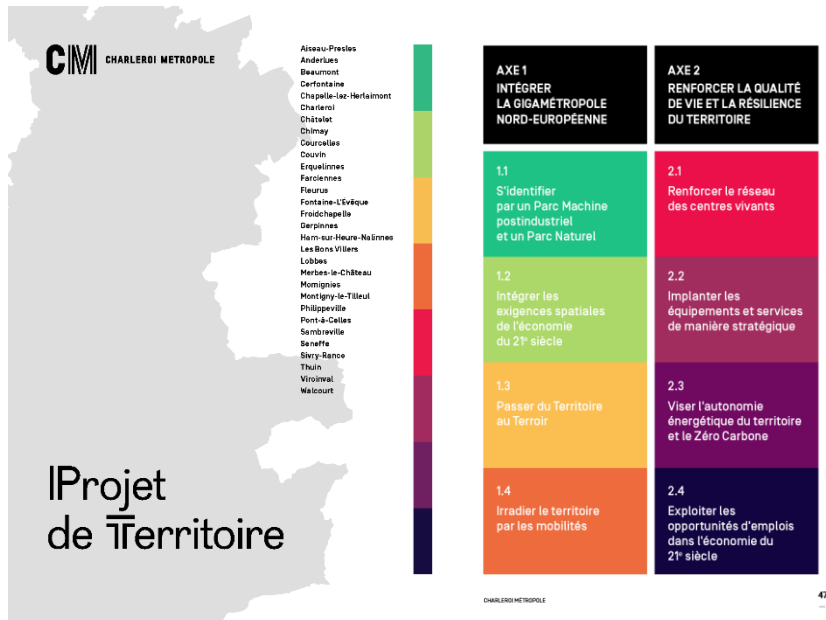 CM CHARLEROI METROPOLE
Aiseau-Presles
Anderlues
Beaumont
Cerfontaine
Chapelle-lez-Herlaimont
Charleroi
Châtelet
Chimay
Courcelles
Couvin
Erquelinnes
Farciennes
Fleurus
Fontaine-L'Evêque
Froidchapelle
Gerpinnes
Ham-sur-Heure-Nalinnes
Les Bons Villers
Lobbes
Merbes-le-Château
Momignies
Montigny-le-Tilleul
Philippeville
Pont-à-Celles
Sambreville
Seneffe
Sivry-Rance
Thuin
Viroinval
Walcourt
Projet
de Territoire
AXE 1
INTÉGRER
LA GIGAMÉTROPOLE
NORD-EUROPÉENNE
AXE 2
RENFORCER LA QUALITÉ
DE VIE ET LA RÉSILIENCE
DU TERRITOIRE
1.1
S'identifier
par un Parc Machine
postindustriel
et un Parc Naturel
2.1
Renforcer le réseau
des centres vivants
1.2
Intégrer les
exigences spatiales
de l'économie
du 21e siècle
2.2
Implanter les
équipements et services
de manière stratégique
1.3
Passer du Territoire
au Terroir
2.3
Viser l'autonomie
énergétique du territoire
et le Zéro Carbone
1.4
Irradier le territoire
par les mobilités
2.4
Exploiter les
opportunités d'emplois
dans l'économie du
21e siècle
CHARLEROI MÉTROPOLE
47